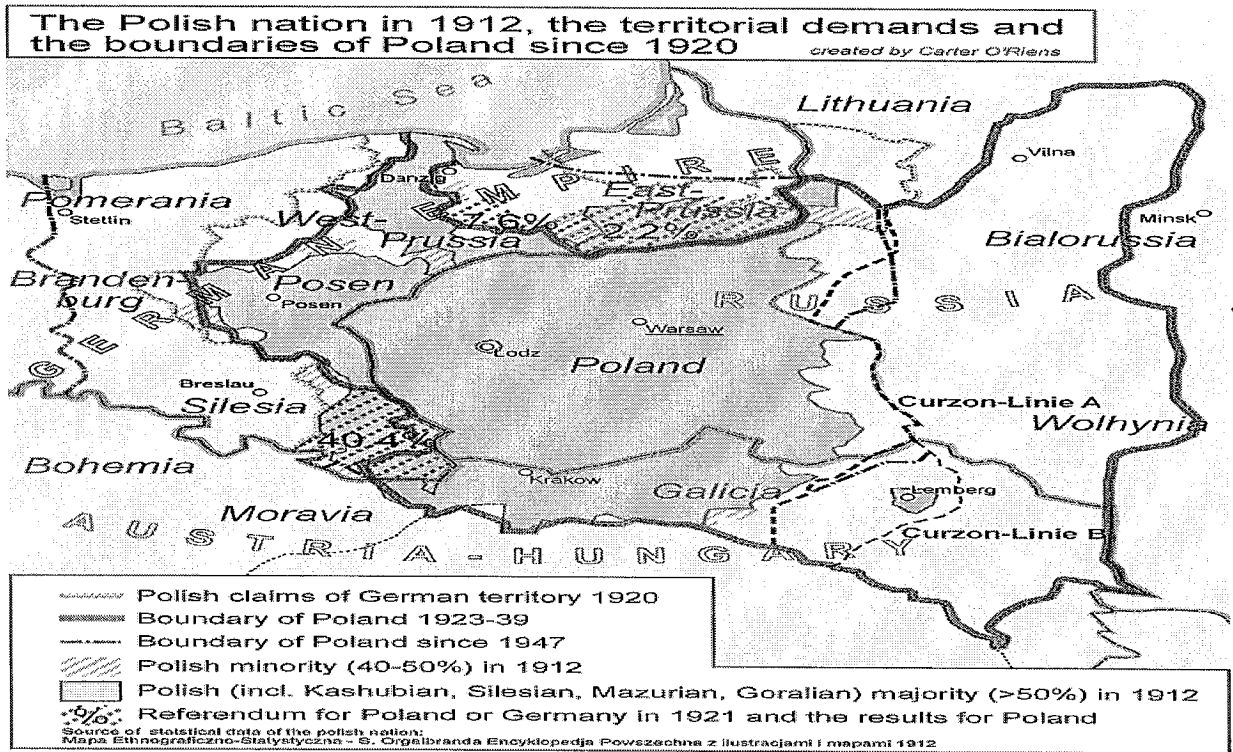 The Polish nation in 1912, the territorial demands and
the boundaries of Poland since 1920
created by Carter O'Riens
Baltic Sea
Lithuania
Vilna
Danzig
GERMAN EMPIRE
East-
Prussia
Pomerania
Stettin
West-
Prussia
7.6%
2.2%
Minsk
Bialorussia
Branden-
burg
Posen
Posen
RUSSIA
Warsaw
Lodz
Poland
Breslau
Silesia
40.4%
Curzon-Linie A
Wolhynia
Bohemia
Krakow
Galicia
Lemberg
Moravia
Curzon-Linie B
AUSTRIA-HUNGARY
Polish claims of German territory 1920
Boundary of Poland 1923-39
Boundary of Poland since 1947
Polish minority (40-50%) in 1912
Polish (incl. Kashubian, Silesian, Mazurian, Goralian) majority (>50%) in 1912
% Referendum for Poland or Germany in 1921 and the results for Poland
Source of statistical data of the polish nation:
Mapa Ethnograficzno-Statystyczna - S. Orgelbranda Encyklopedja Powszechna z ilustracjami i mapami 1912